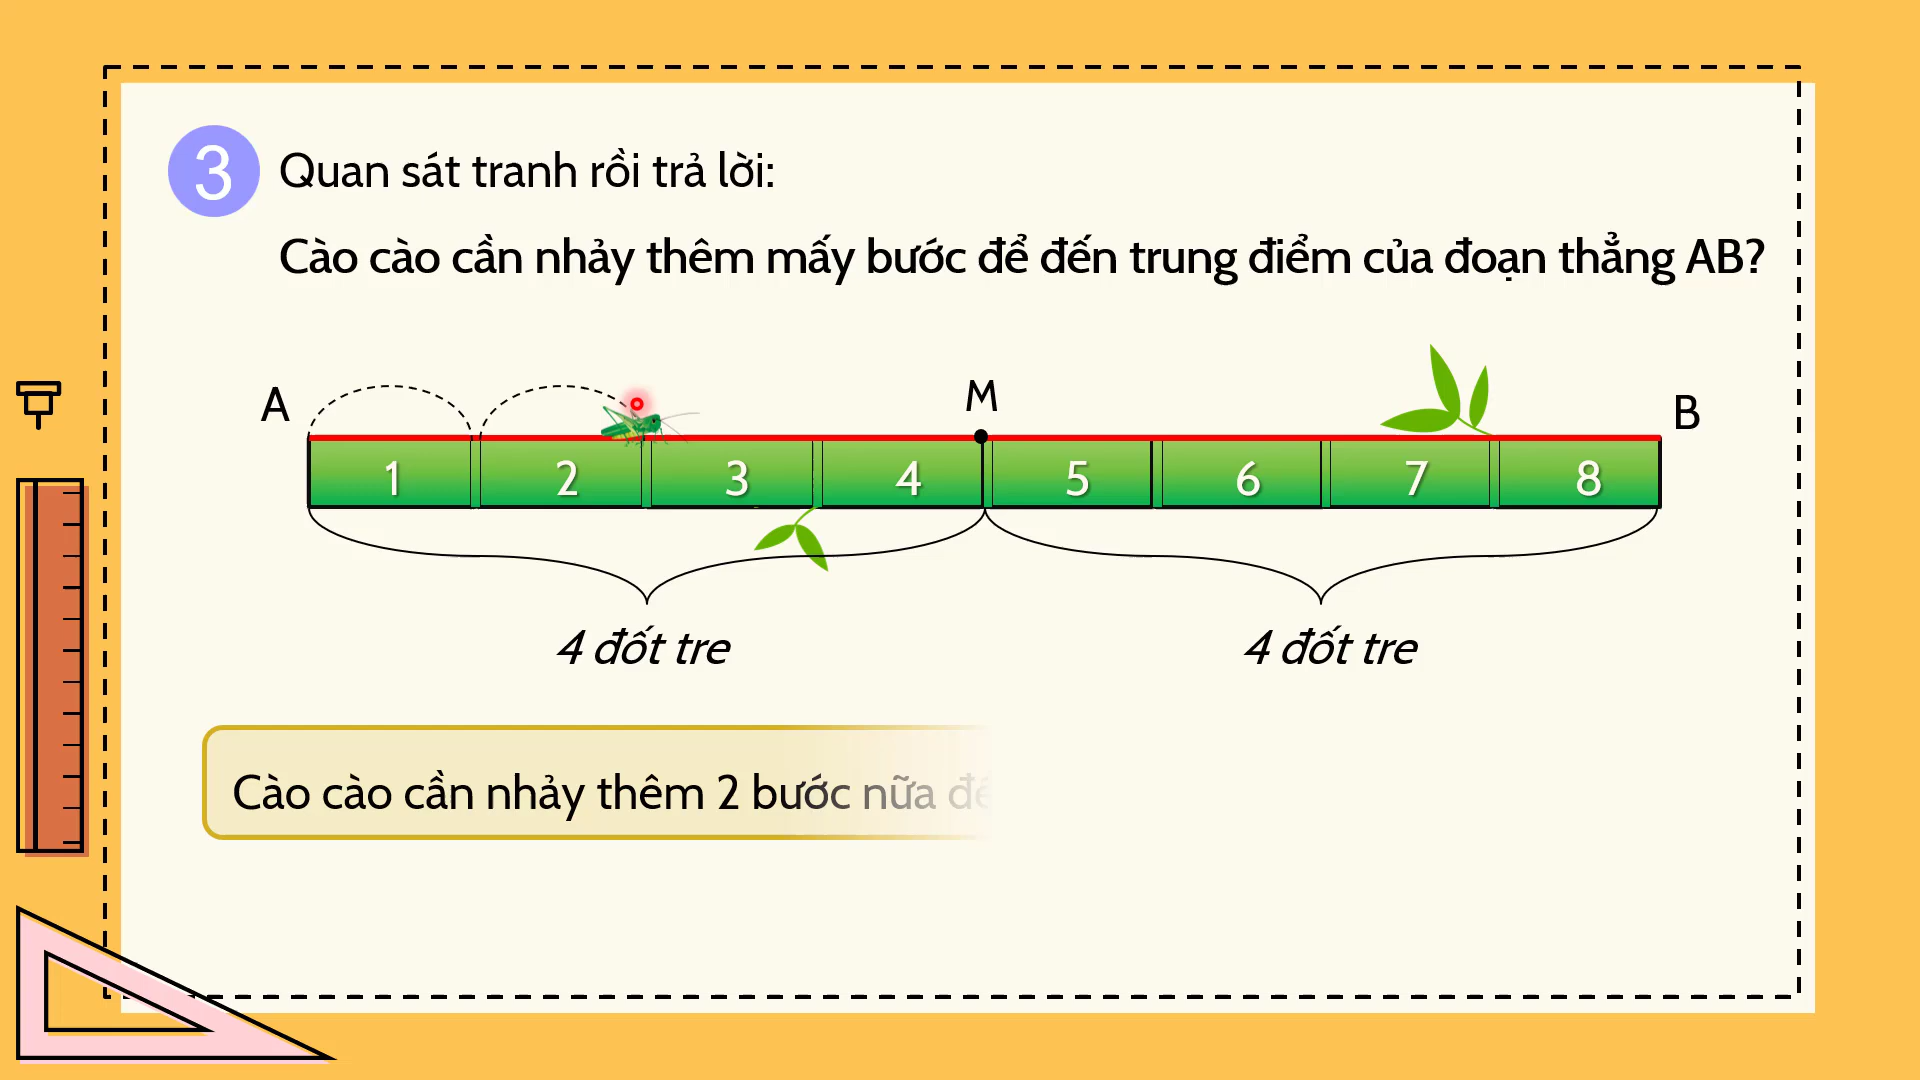 3 Quan sát tranh rồi trả lời:
Cào cào cần nhảy thêm mấy bước để đến trung điểm của đoạn thẳng AB?
A M B
1 2 3 4 5 6 7 8
4 đốt tre 4 đốt tre
Cào cào cần nhảy thêm 2 bước nữa